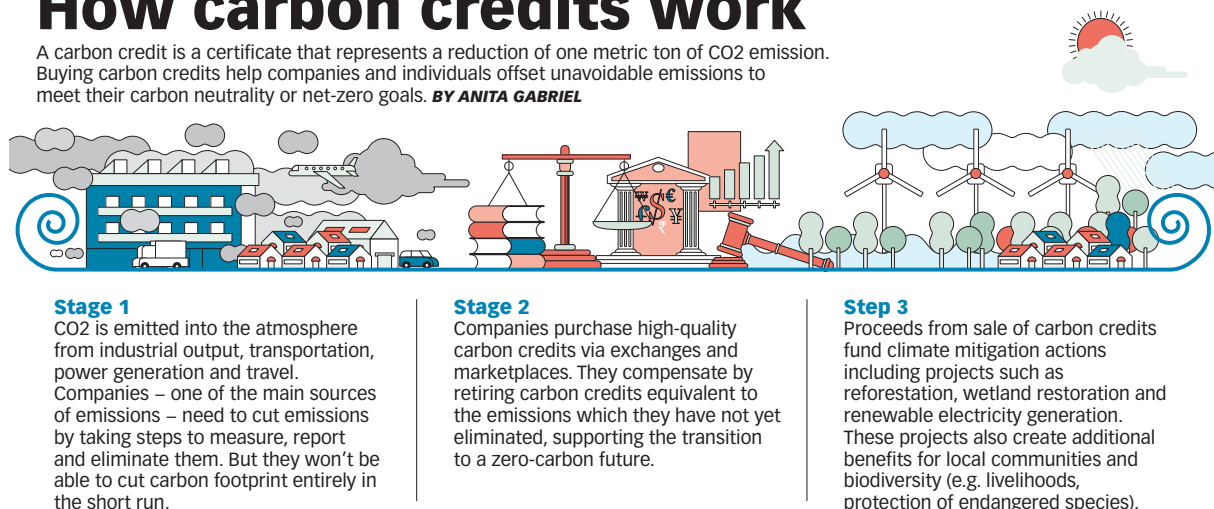 How carbon credits work
A carbon credit is a certificate that represents a reduction of one metric ton of CO2 emission.
Buying carbon credits help companies and individuals offset unavoidable emissions to
meet their carbon neutrality or net-zero goals. BY ANITA GABRIEL
₩ $ €
£ ¥
₹
Stage 1
CO2 is emitted into the atmosphere
from industrial output, transportation,
power generation and travel.
Companies – one of the main sources
of emissions – need to cut emissions
by taking steps to measure, report
and eliminate them. But they won't be
able to cut carbon footprint entirely in
the short run.
Stage 2
Companies purchase high-quality
carbon credits via exchanges and
marketplaces. They compensate by
retiring carbon credits equivalent to
the emissions which they have not yet
eliminated, supporting the transition
to a zero-carbon future.
Step 3
Proceeds from sale of carbon credits
fund climate mitigation actions
including projects such as
reforestation, wetland restoration and
renewable electricity generation.
These projects also create additional
benefits for local communities and
biodiversity (e.g. livelihoods,
protection of endangered species).